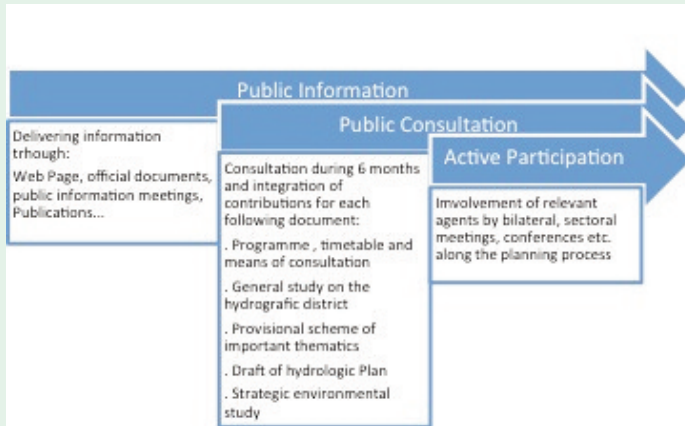 Public Information
Delivering information
trhough:
Web Page, official documents,
public information meetings,
Publications...
Public Consultation
Consultation during 6 months
and integration of
contributions for each
following document:
. Programme , timetable and
means of consultation
. General study on the
hydrografic district
. Provisional scheme of
important thematics
. Draft of hydrologic Plan
. Strategic environmental
study
Active Participation
Imvolvement of relevant
agents by bilateral, sectoral
meetings, conferences etc.
along the planning process